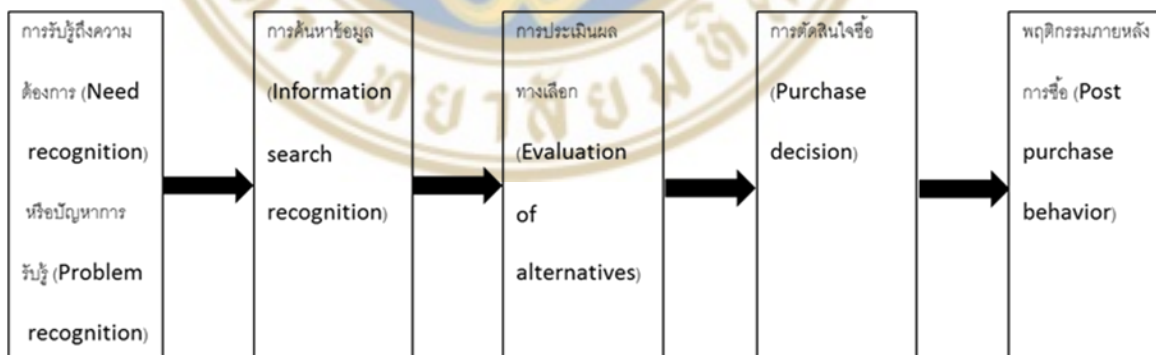 การรับรู้ถึงความ
ต้องการ (Need
recognition)
หรือปัญหาการ
รับรู้ (Problem
recognition)
การค้นหาข้อมูล
(Information
search
recognition)
การประเมินผล
ทางเลือก
(Evaluation
of
alternatives)
การตัดสินใจซื้อ
(Purchase
decision)
พฤติกรรมภายหลัง
การซื้อ (Post
purchase
behavior)